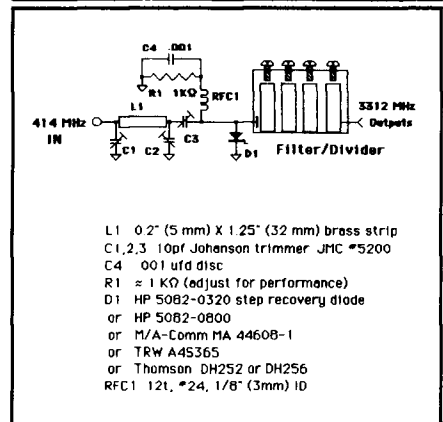 C4 .001
R1 1KΩ RFC1
L1
414 MHz IN
C1 C2 C3
D1
Filter/Divider
3312 MHz Outputs
L1 0.2" (5 mm) X 1.25" (32 mm) brass strip
C1,2,3 10pf Johanson trimmer JMC #5200
C4 .001 ufd disc
R1 ≈ 1 KΩ (adjust for performance)
D1 HP 5082-0320 step recovery diode
or HP 5082-0800
or M/A-Comm MA 44608-1
or TRW A4S365
or Thomson DH252 or DH256
RFC1 12t, #24, 1/8" (3mm) ID